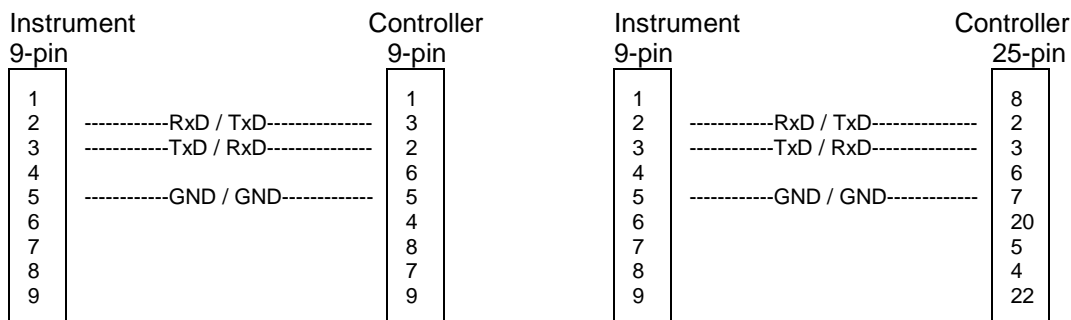 Instrument Controller Instrument Controller
9-pin 9-pin 9-pin 25-pin
1 1 1 8
2 ------------RxD / TxD--------------- 3 2 ------------RxD / TxD--------------- 2
3 ------------TxD / RxD--------------- 2 3 ------------TxD / RxD--------------- 3
4 6 4 6
5 ------------GND / GND------------- 5 5 ------------GND / GND------------- 7
6 4 6 20
7 8 7 5
8 7 8 4
9 9 9 22